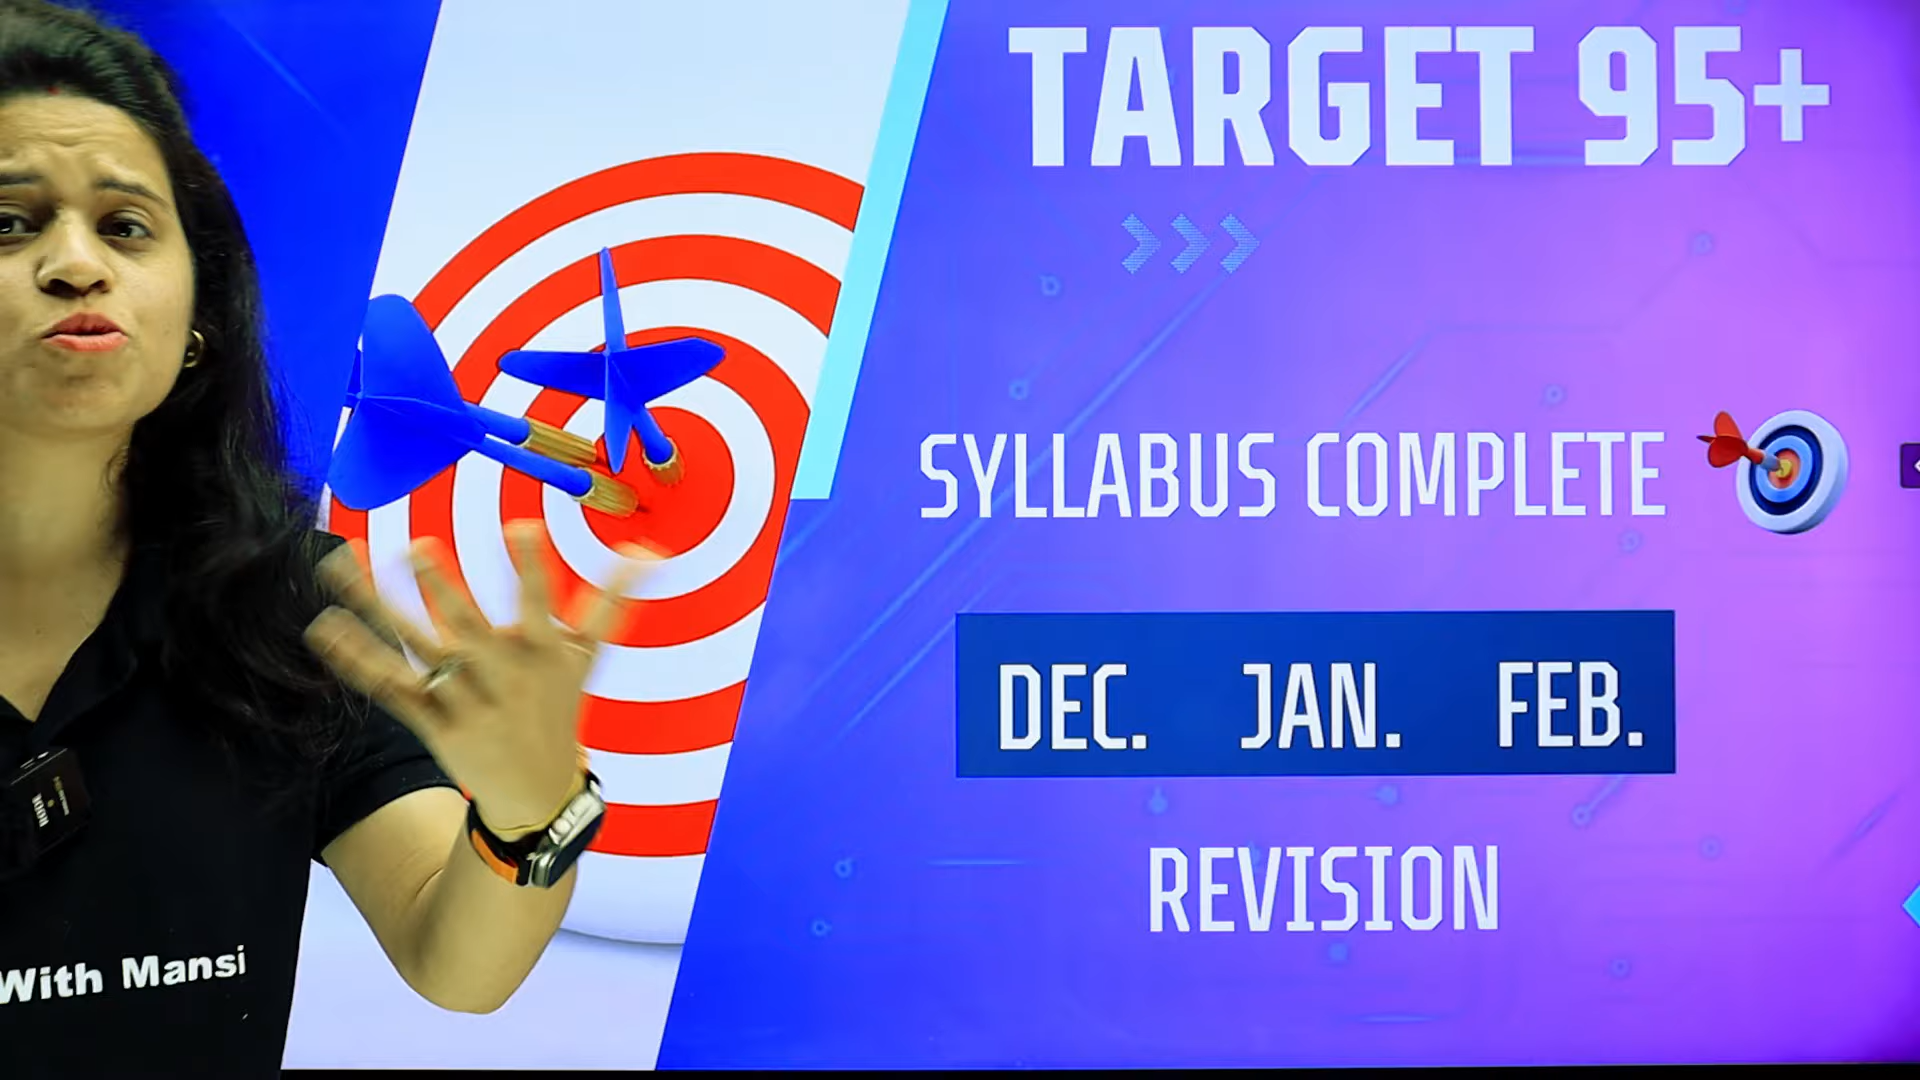 TARGET 95+
SYLLABUS COMPLETE
DEC. JAN. FEB.
REVISION
With Mansi